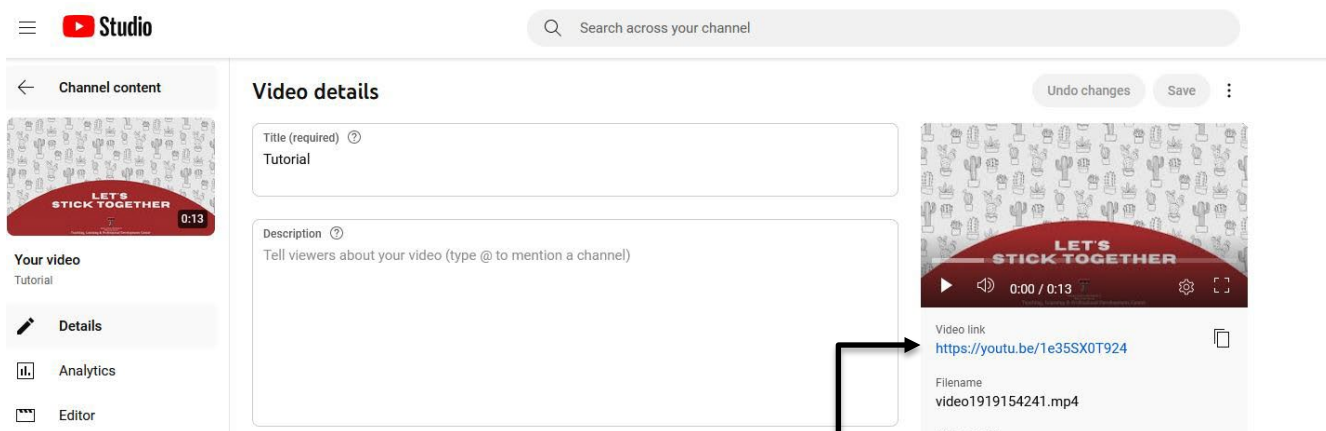 Studio
Search across your channel
Channel content
LET'S
STICK TOGETHER
0:13
Your video
Tutorial
Details
Analytics
Editor
Video details
Undo changes
Save
Title (required)
Tutorial
Description
Tell viewers about your video (type @ to mention a channel)
LET'S
STICK TOGETHER
0:00 / 0:13
Video link
https://youtu.be/1e35SX0T924
Filename
video1919154241.mp4